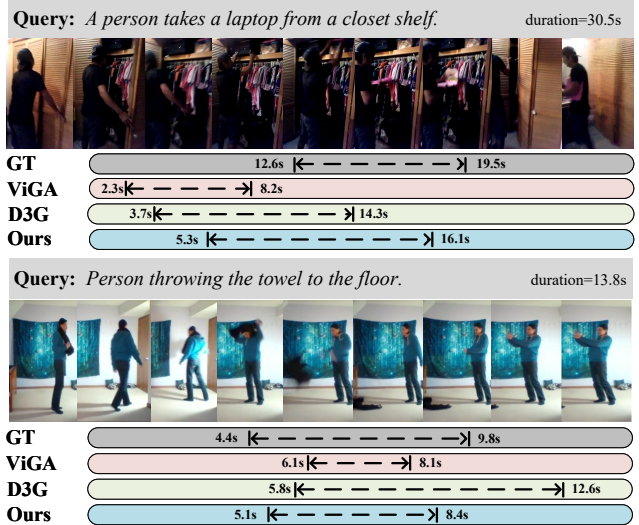 Query: A person takes a laptop from a closet shelf. duration=30.5s
GT 12.6s 19.5s
ViGA 2.3s 8.2s
D3G 3.7s 14.3s
Ours 5.3s 16.1s
Query: Person throwing the towel to the floor. duration=13.8s
GT 4.4s 9.8s
ViGA 6.1s 8.1s
D3G 5.8s 12.6s
Ours 5.1s 8.4s